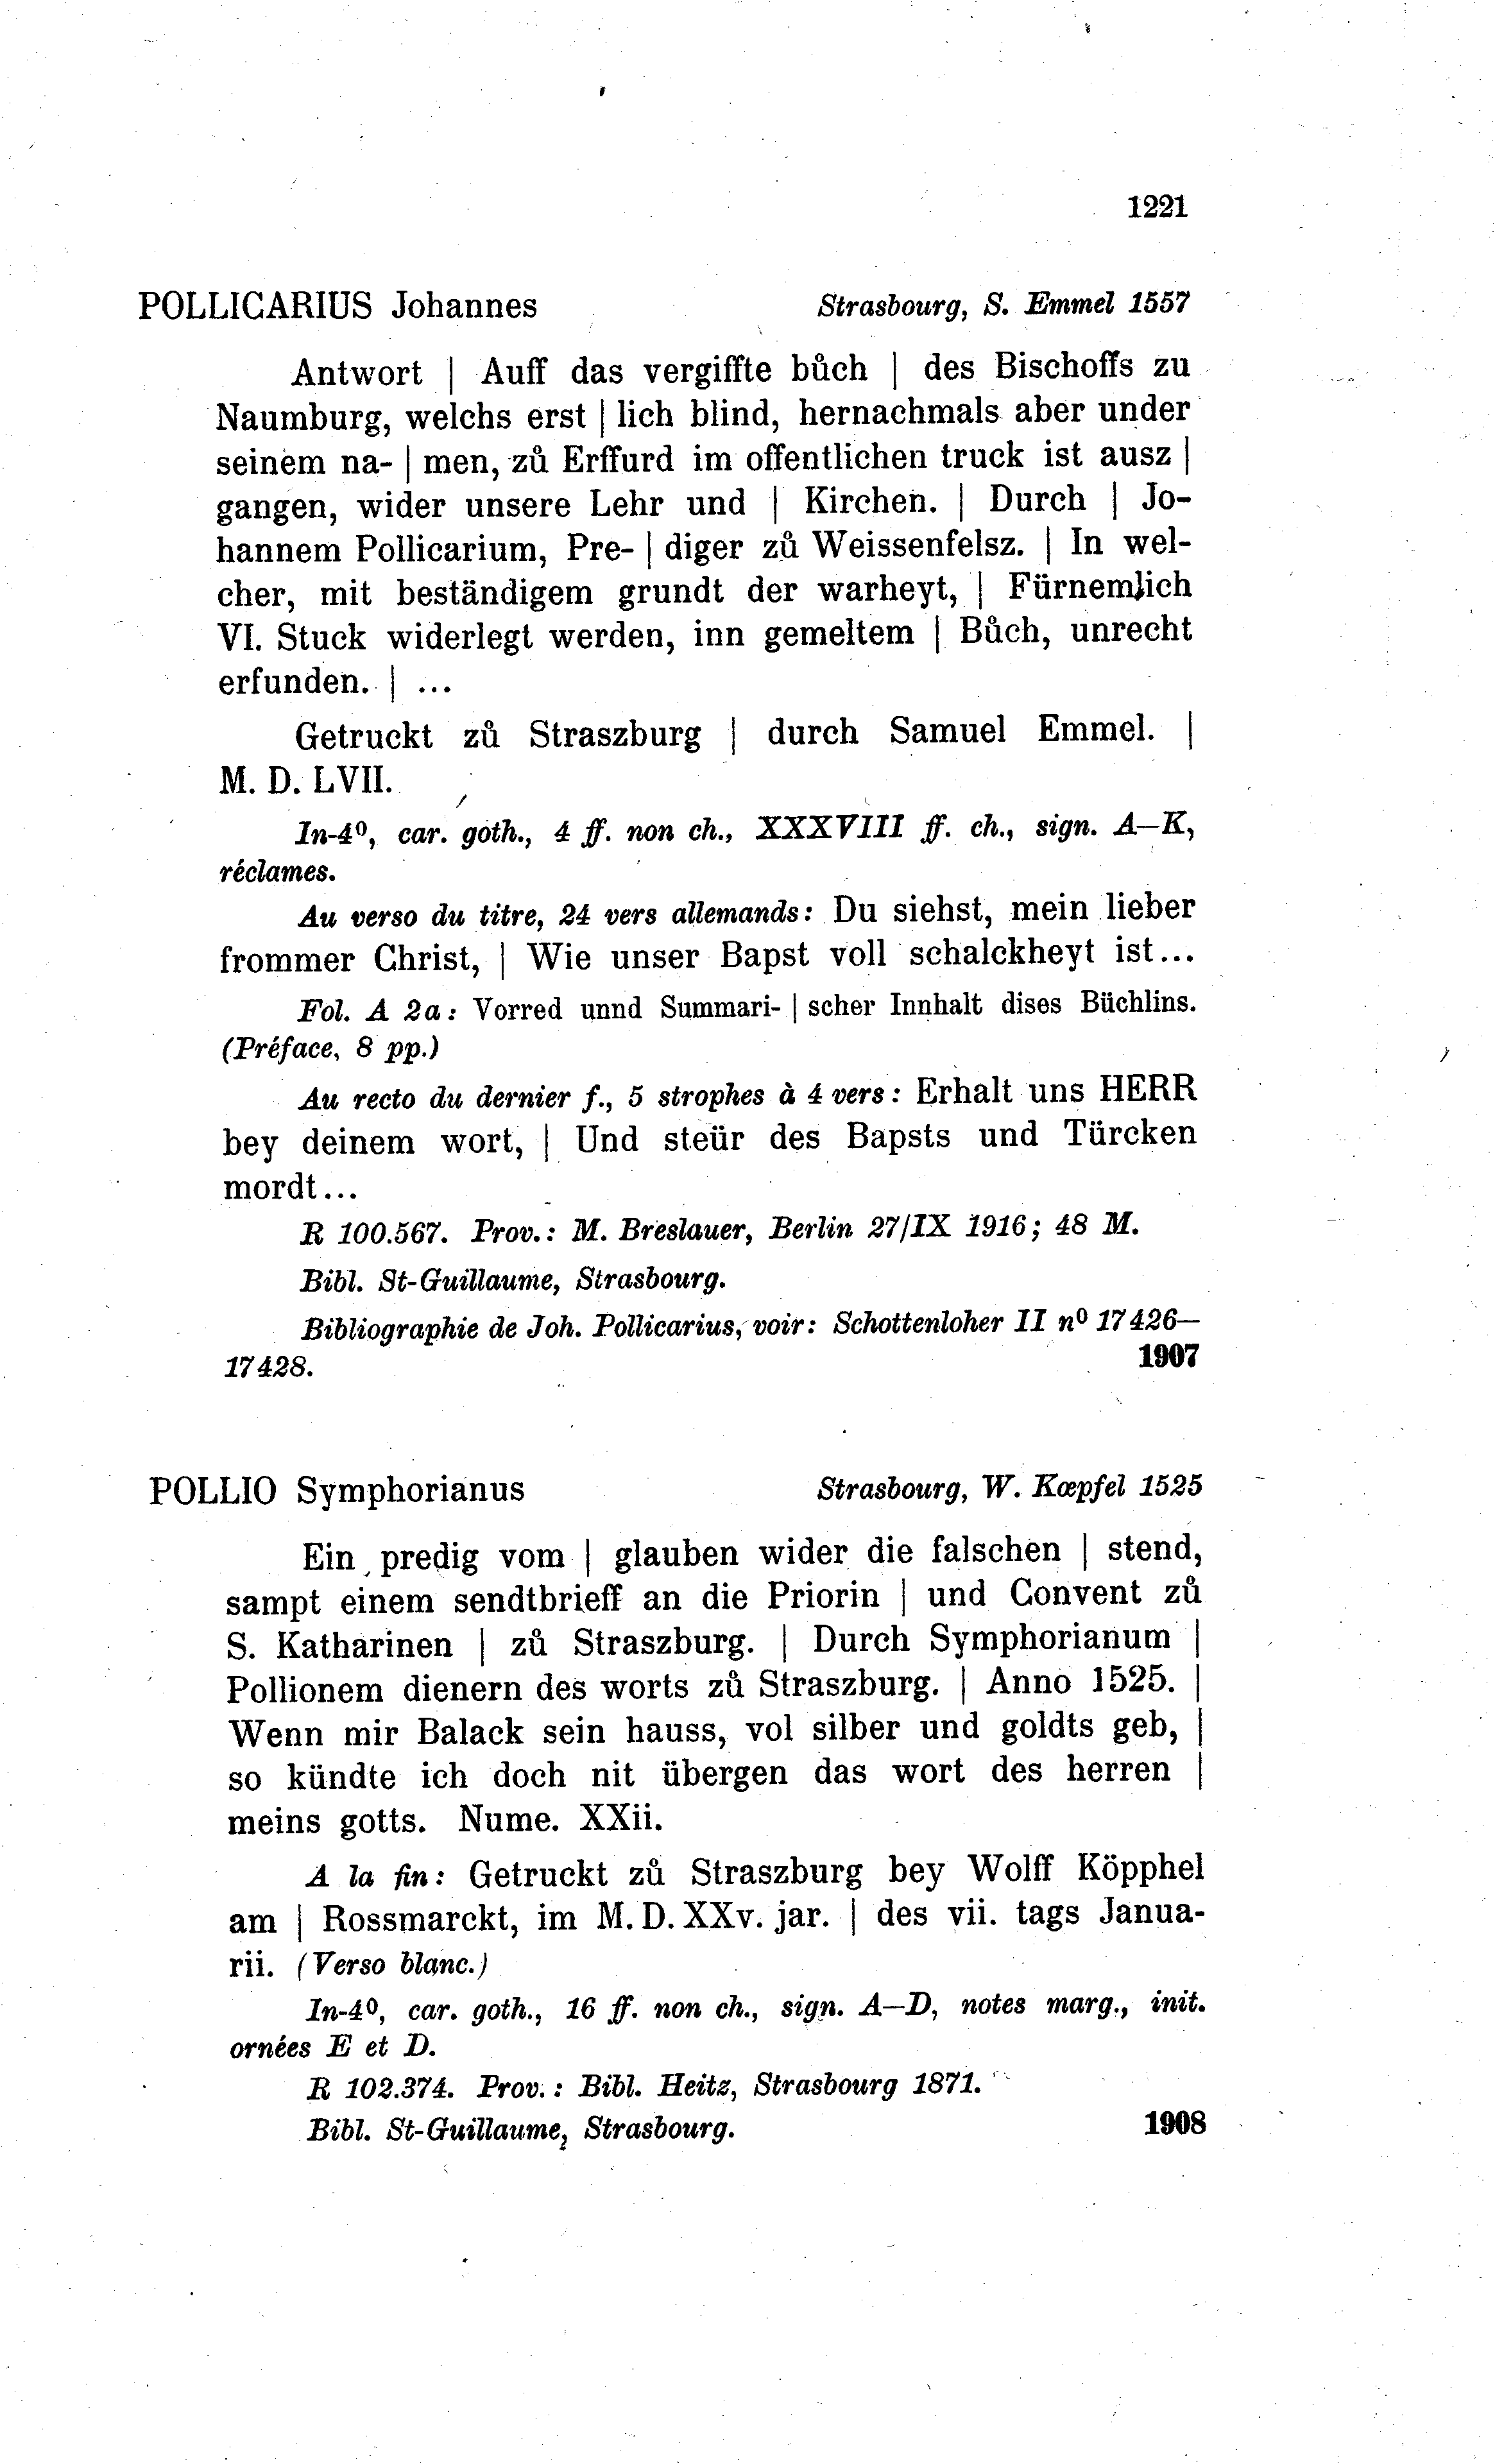 1221
POLLICARIUS Johannes Strasbourg, S. Emmel 1557
Antwort | Auff das vergiffte bůch | des Bischoffs zu
Naumburg, welchs erst | lich blind, hernachmals aber under
seinem na- | men, zů Erffurd im offentlichen truck ist ausz |
gangen, wider unsere Lehr und | Kirchen. | Durch | Jo-
hannem Pollicarium, Pre- | diger zů Weissenfelsz. | In wel-
cher, mit beständigem grundt der warheyt, | Fürnemlich
VI. Stuck widerlegt werden, inn gemeltem | Bůch, unrecht
erfunden. | ...
Getruckt zů Straszburg | durch Samuel Emmel. |
M. D. LVII.
In-4º, car. goth., 4 ff. non ch., XXXVIII ff. ch., sign. A—K,
réclames.
Au verso du titre, 24 vers allemands: Du siehst, mein lieber
frommer Christ, | Wie unser Bapst voll schalckheyt ist...
Fol. A 2a: Vorred unnd Summari- | scher Innhalt dises Büchlins.
(Préface, 8 pp.)
Au recto du dernier f., 5 strophes à 4 vers: Erhalt uns HERR
bey deinem wort, | Und steür des Bapsts und Türcken
mordt...
R 100.567. Prov.: M. Breslauer, Berlin 27/IX 1916; 48 M.
Bibl. St-Guillaume, Strasbourg.
Bibliographie de Joh. Pollicarius, voir: Schottenloher II nº 17426—
17428. 1907
POLLIO Symphorianus Strasbourg, W. Kœpfel 1525
Ein predig vom | glauben wider die falschen | stend,
sampt einem sendtbrieff an die Priorin | und Convent zů
S. Katharinen | zů Straszburg. | Durch Symphorianum |
Pollionem dienern des worts zů Straszburg. | Anno 1525. |
Wenn mir Balack sein hauss, vol silber und goldts geb, |
so kündte ich doch nit übergen das wort des herren |
meins gotts. Nume. XXii.
A la fin: Getruckt zů Straszburg bey Wolff Köpphel
am | Rossmarckt, im M. D. XXv. jar. | des vii. tags Janua-
rii. (Verso blanc.)
In-4º, car. goth., 16 ff. non ch., sign. A—D, notes marg., init.
ornées E et D.
R 102.374. Prov.: Bibl. Heitz, Strasbourg 1871.
Bibl. St-Guillaume, Strasbourg. 1908